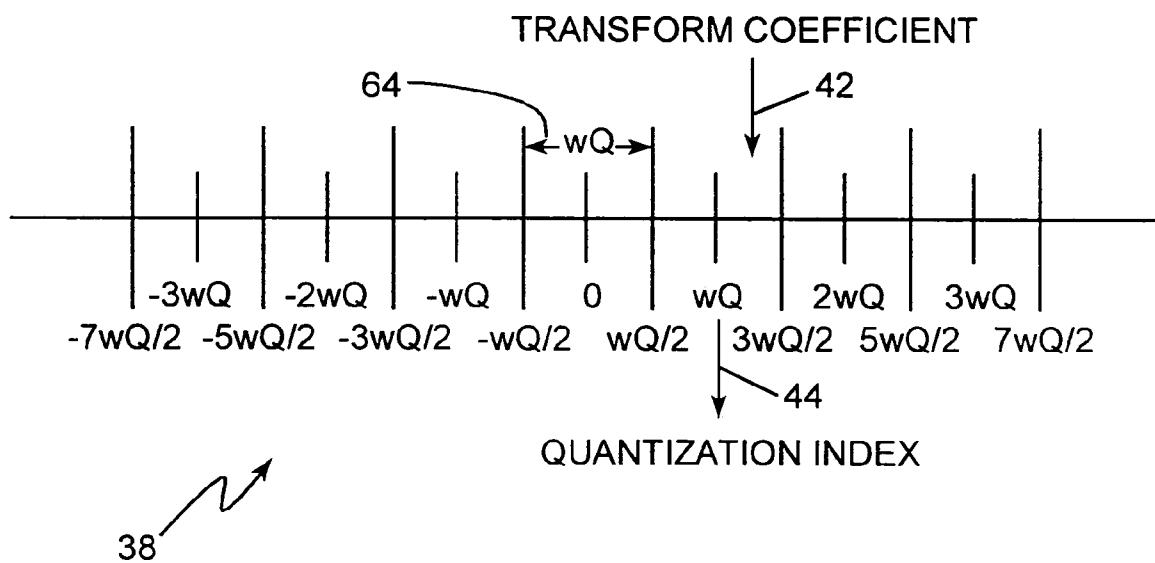 TRANSFORM COEFFICIENT
64
42
wQ
-3wQ -2wQ -wQ 0 wQ 2wQ 3wQ
-7wQ/2 -5wQ/2 -3wQ/2 -wQ/2 wQ/2 3wQ/2 5wQ/2 7wQ/2
44
QUANTIZATION INDEX
38